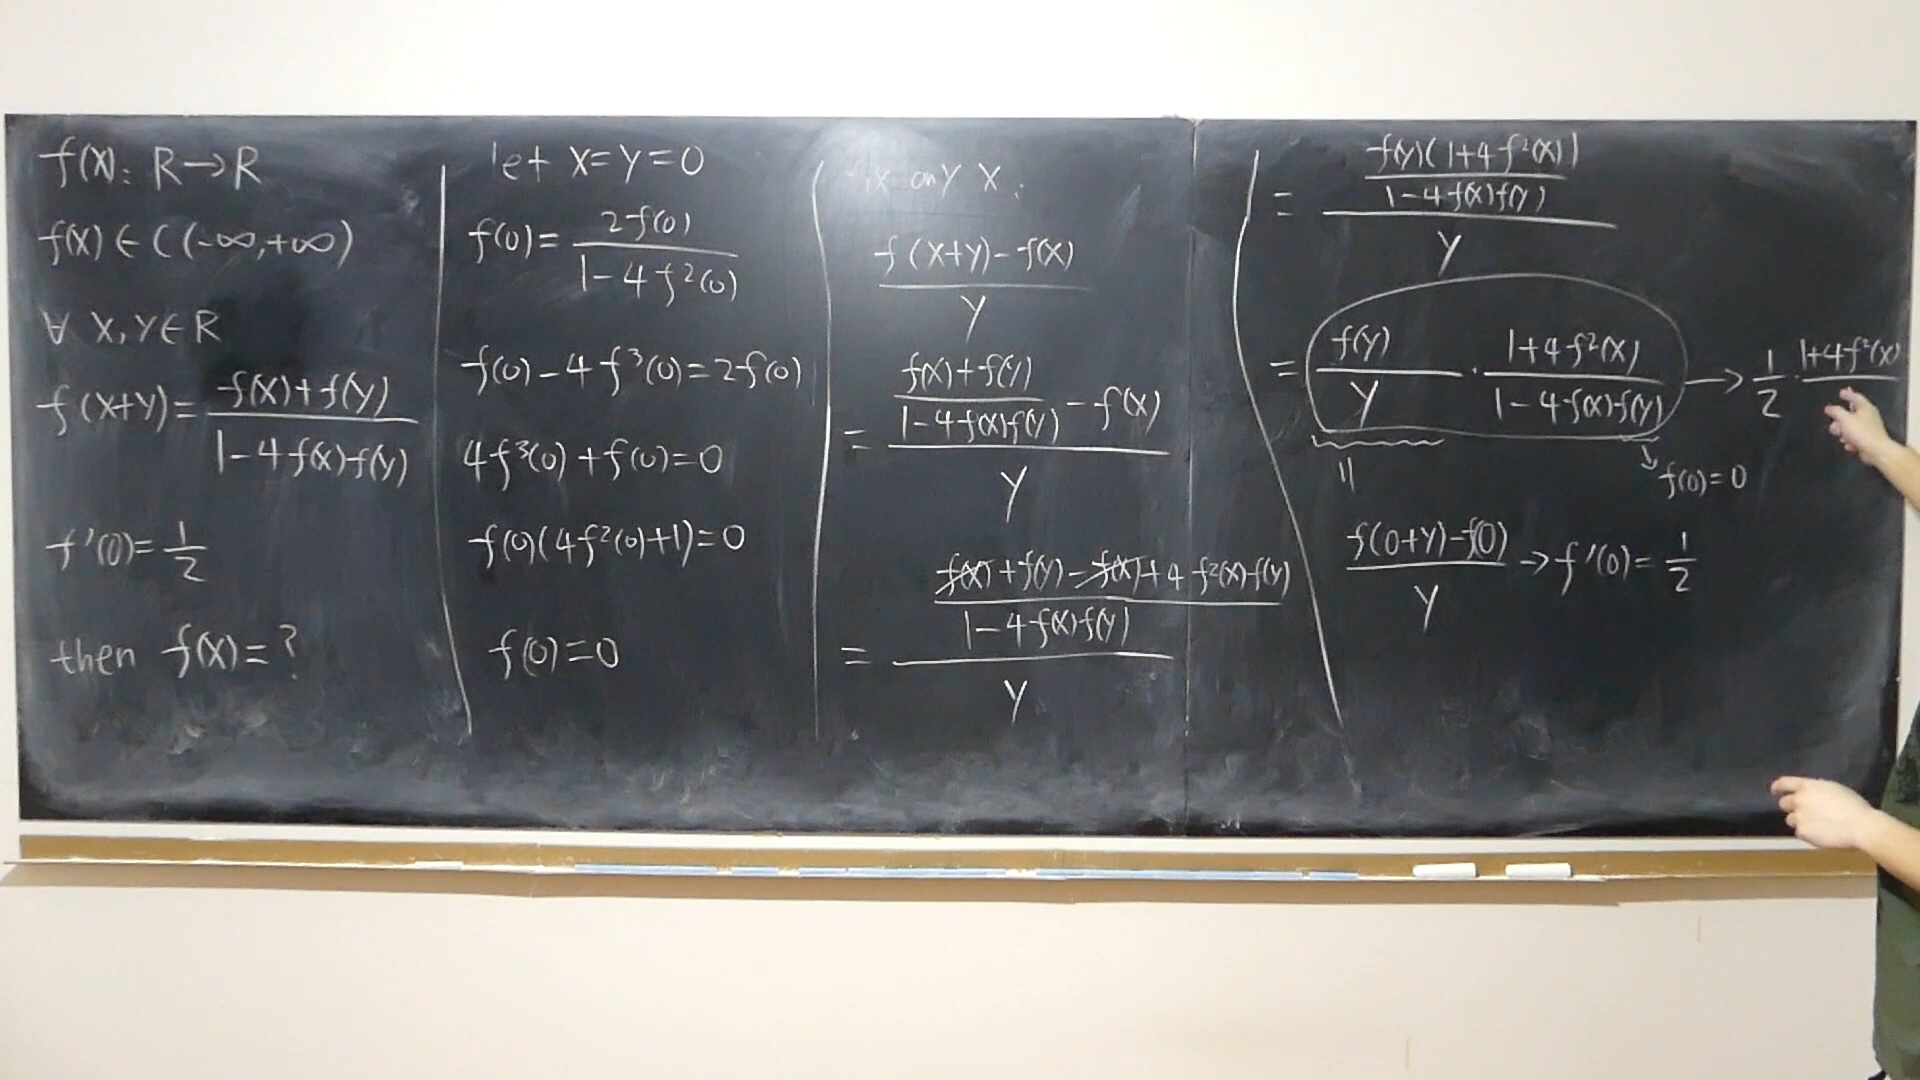 f(x): R→R
f(x) ∈ C(-∞,+∞)
∀ x,y∈R
f(x+y) = (f(x)+f(y))/(1-4f(x)f(y))
f'(0) = 1/2
then f(x)=?
let x=y=0
f(0) = 2f(0)/(1-4f²(0))
f(0)-4f³(0)=2f(0)
4f³(0)+f(0)=0
f(0)(4f²(0)+1)=0
f(0)=0
any x:
(f(x+y)-f(x))/y
= ((f(x)+f(y))/(1-4f(x)f(y)) - f(x))/y
= ((f(x)+f(y)-f(x)+4f²(x)f(y))/(1-4f(x)f(y)))/y
= (f(y)(1+4f²(x))/(1-4f(x)f(y)))/y
= f(y)/y · (1+4f²(x))/(1-4f(x)f(y)) → 1/2 · 1+4f²(x)
|| ↘ f(0)=0
(f(0+y)-f(0))/y → f'(0) = 1/2